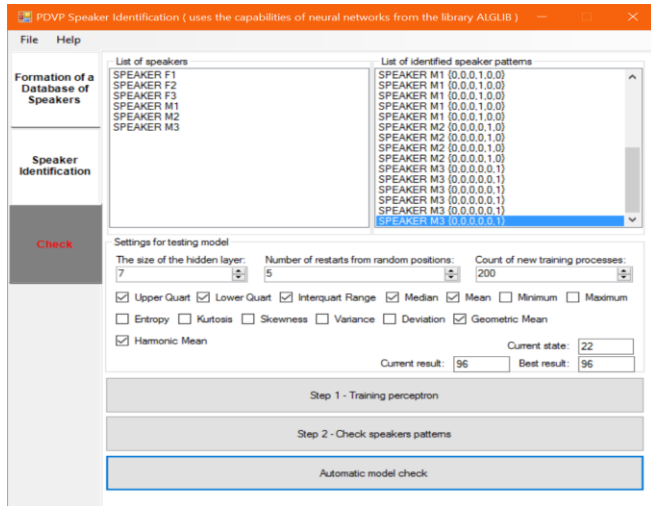 PDVP Speaker Identification ( uses the capabilities of neural networks from the library ALGLIB )
File Help
Formation of a
Database of
Speakers
Speaker
Identification
Check
List of speakers
SPEAKER F1
SPEAKER F2
SPEAKER F3
SPEAKER M1
SPEAKER M2
SPEAKER M3
List of identified speaker patterns
SPEAKER M1 {0,0,0,1,0,0}
SPEAKER M1 {0,0,0,1,0,0}
SPEAKER M1 {0,0,0,1,0,0}
SPEAKER M1 {0,0,0,1,0,0}
SPEAKER M1 {0,0,0,1,0,0}
SPEAKER M2 {0,0,0,0,1,0}
SPEAKER M2 {0,0,0,0,1,0}
SPEAKER M2 {0,0,0,0,1,0}
SPEAKER M2 {0,0,0,0,1,0}
SPEAKER M3 {0,0,0,0,0,1}
SPEAKER M3 {0,0,0,0,0,1}
SPEAKER M3 {0,0,0,0,0,1}
SPEAKER M3 {0,0,0,0,0,1}
SPEAKER M3 {0,0,0,0,0,1}
Settings for testing model
The size of the hidden layer: Number of restarts from random positions: Count of new training processes:
7 5 200
Upper Quart Lower Quart Interquart Range Median Mean Minimum Maximum
Entropy Kurtosis Skewness Variance Deviation Geometric Mean
Harmonic Mean
Current state: 22
Current result: 96 Best result: 96
Step 1 - Training perceptron
Step 2 - Check speakers patterns
Automatic model check